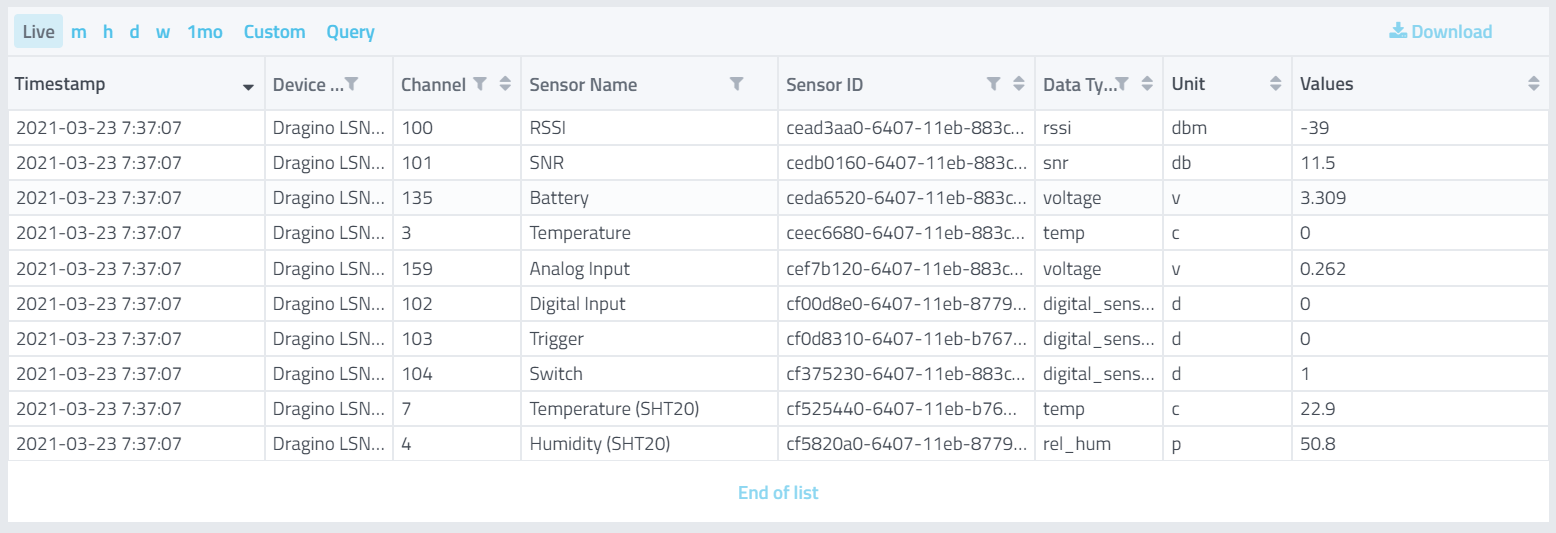 Live m h d w 1mo Custom Query Download
Timestamp Device ... Channel Sensor Name Sensor ID Data Ty... Unit Values
2021-03-23 7:37:07 Dragino LSN... 100 RSSI cead3aa0-6407-11eb-883c... rssi dbm -39
2021-03-23 7:37:07 Dragino LSN... 101 SNR cedb0160-6407-11eb-883c... snr db 11.5
2021-03-23 7:37:07 Dragino LSN... 135 Battery ceda6520-6407-11eb-883c... voltage v 3.309
2021-03-23 7:37:07 Dragino LSN... 3 Temperature ceec6680-6407-11eb-883c... temp c 0
2021-03-23 7:37:07 Dragino LSN... 159 Analog Input cef7b120-6407-11eb-883c... voltage v 0.262
2021-03-23 7:37:07 Dragino LSN... 102 Digital Input cf00d8e0-6407-11eb-8779... digital_sens... d 0
2021-03-23 7:37:07 Dragino LSN... 103 Trigger cf0d8310-6407-11eb-b767... digital_sens... d 0
2021-03-23 7:37:07 Dragino LSN... 104 Switch cf375230-6407-11eb-883c... digital_sens... d 1
2021-03-23 7:37:07 Dragino LSN... 7 Temperature (SHT20) cf525440-6407-11eb-b76... temp c 22.9
2021-03-23 7:37:07 Dragino LSN... 4 Humidity (SHT20) cf5820a0-6407-11eb-8779... rel_hum p 50.8
End of list